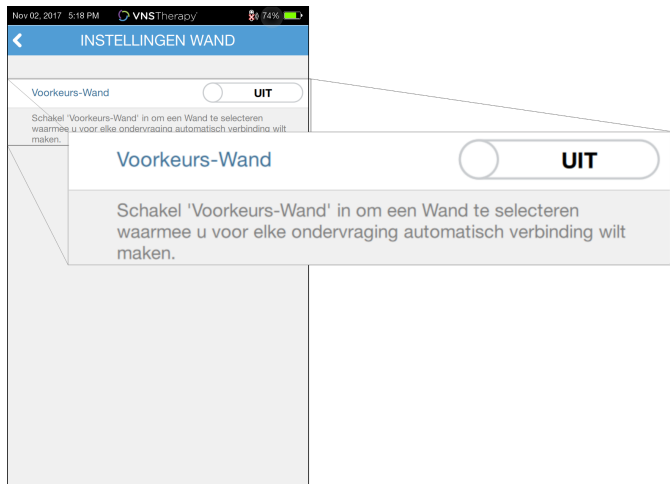 Nov 02, 2017 5:18 PM VNSTherapy 74%
INSTELLINGEN WAND
Voorkeurs-Wand UIT
Schakel 'Voorkeurs-Wand' in om een Wand te selecteren
waarmee u voor elke ondervraging automatisch verbinding wilt
maken.
Voorkeurs-Wand UIT
Schakel 'Voorkeurs-Wand' in om een Wand te selecteren
waarmee u voor elke ondervraging automatisch verbinding wilt
maken.